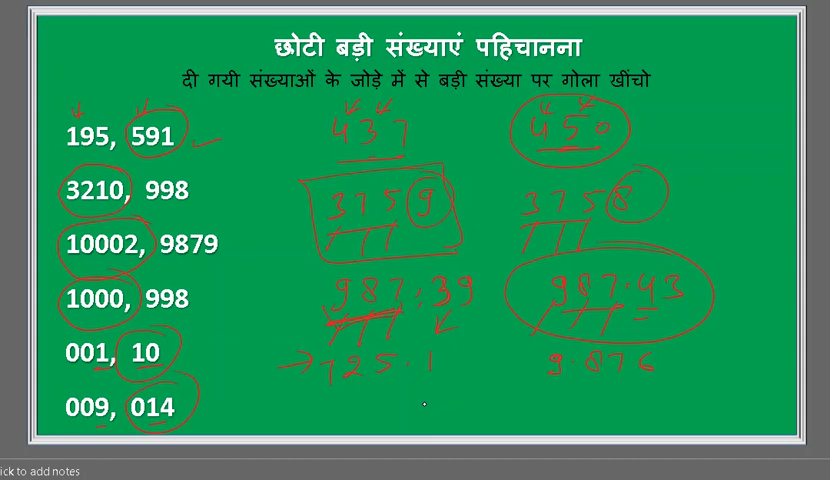 छोटी बड़ी संख्याएं पहिचानना
दी गयी संख्याओं के जोड़े में से बड़ी संख्या पर गोला खींचो
195, 591 437 450
3210, 998 3759 3758
10002, 9879
1000, 998 987.39 987.43
001, 10 725.1 9.876
009, 014
ick to add notes